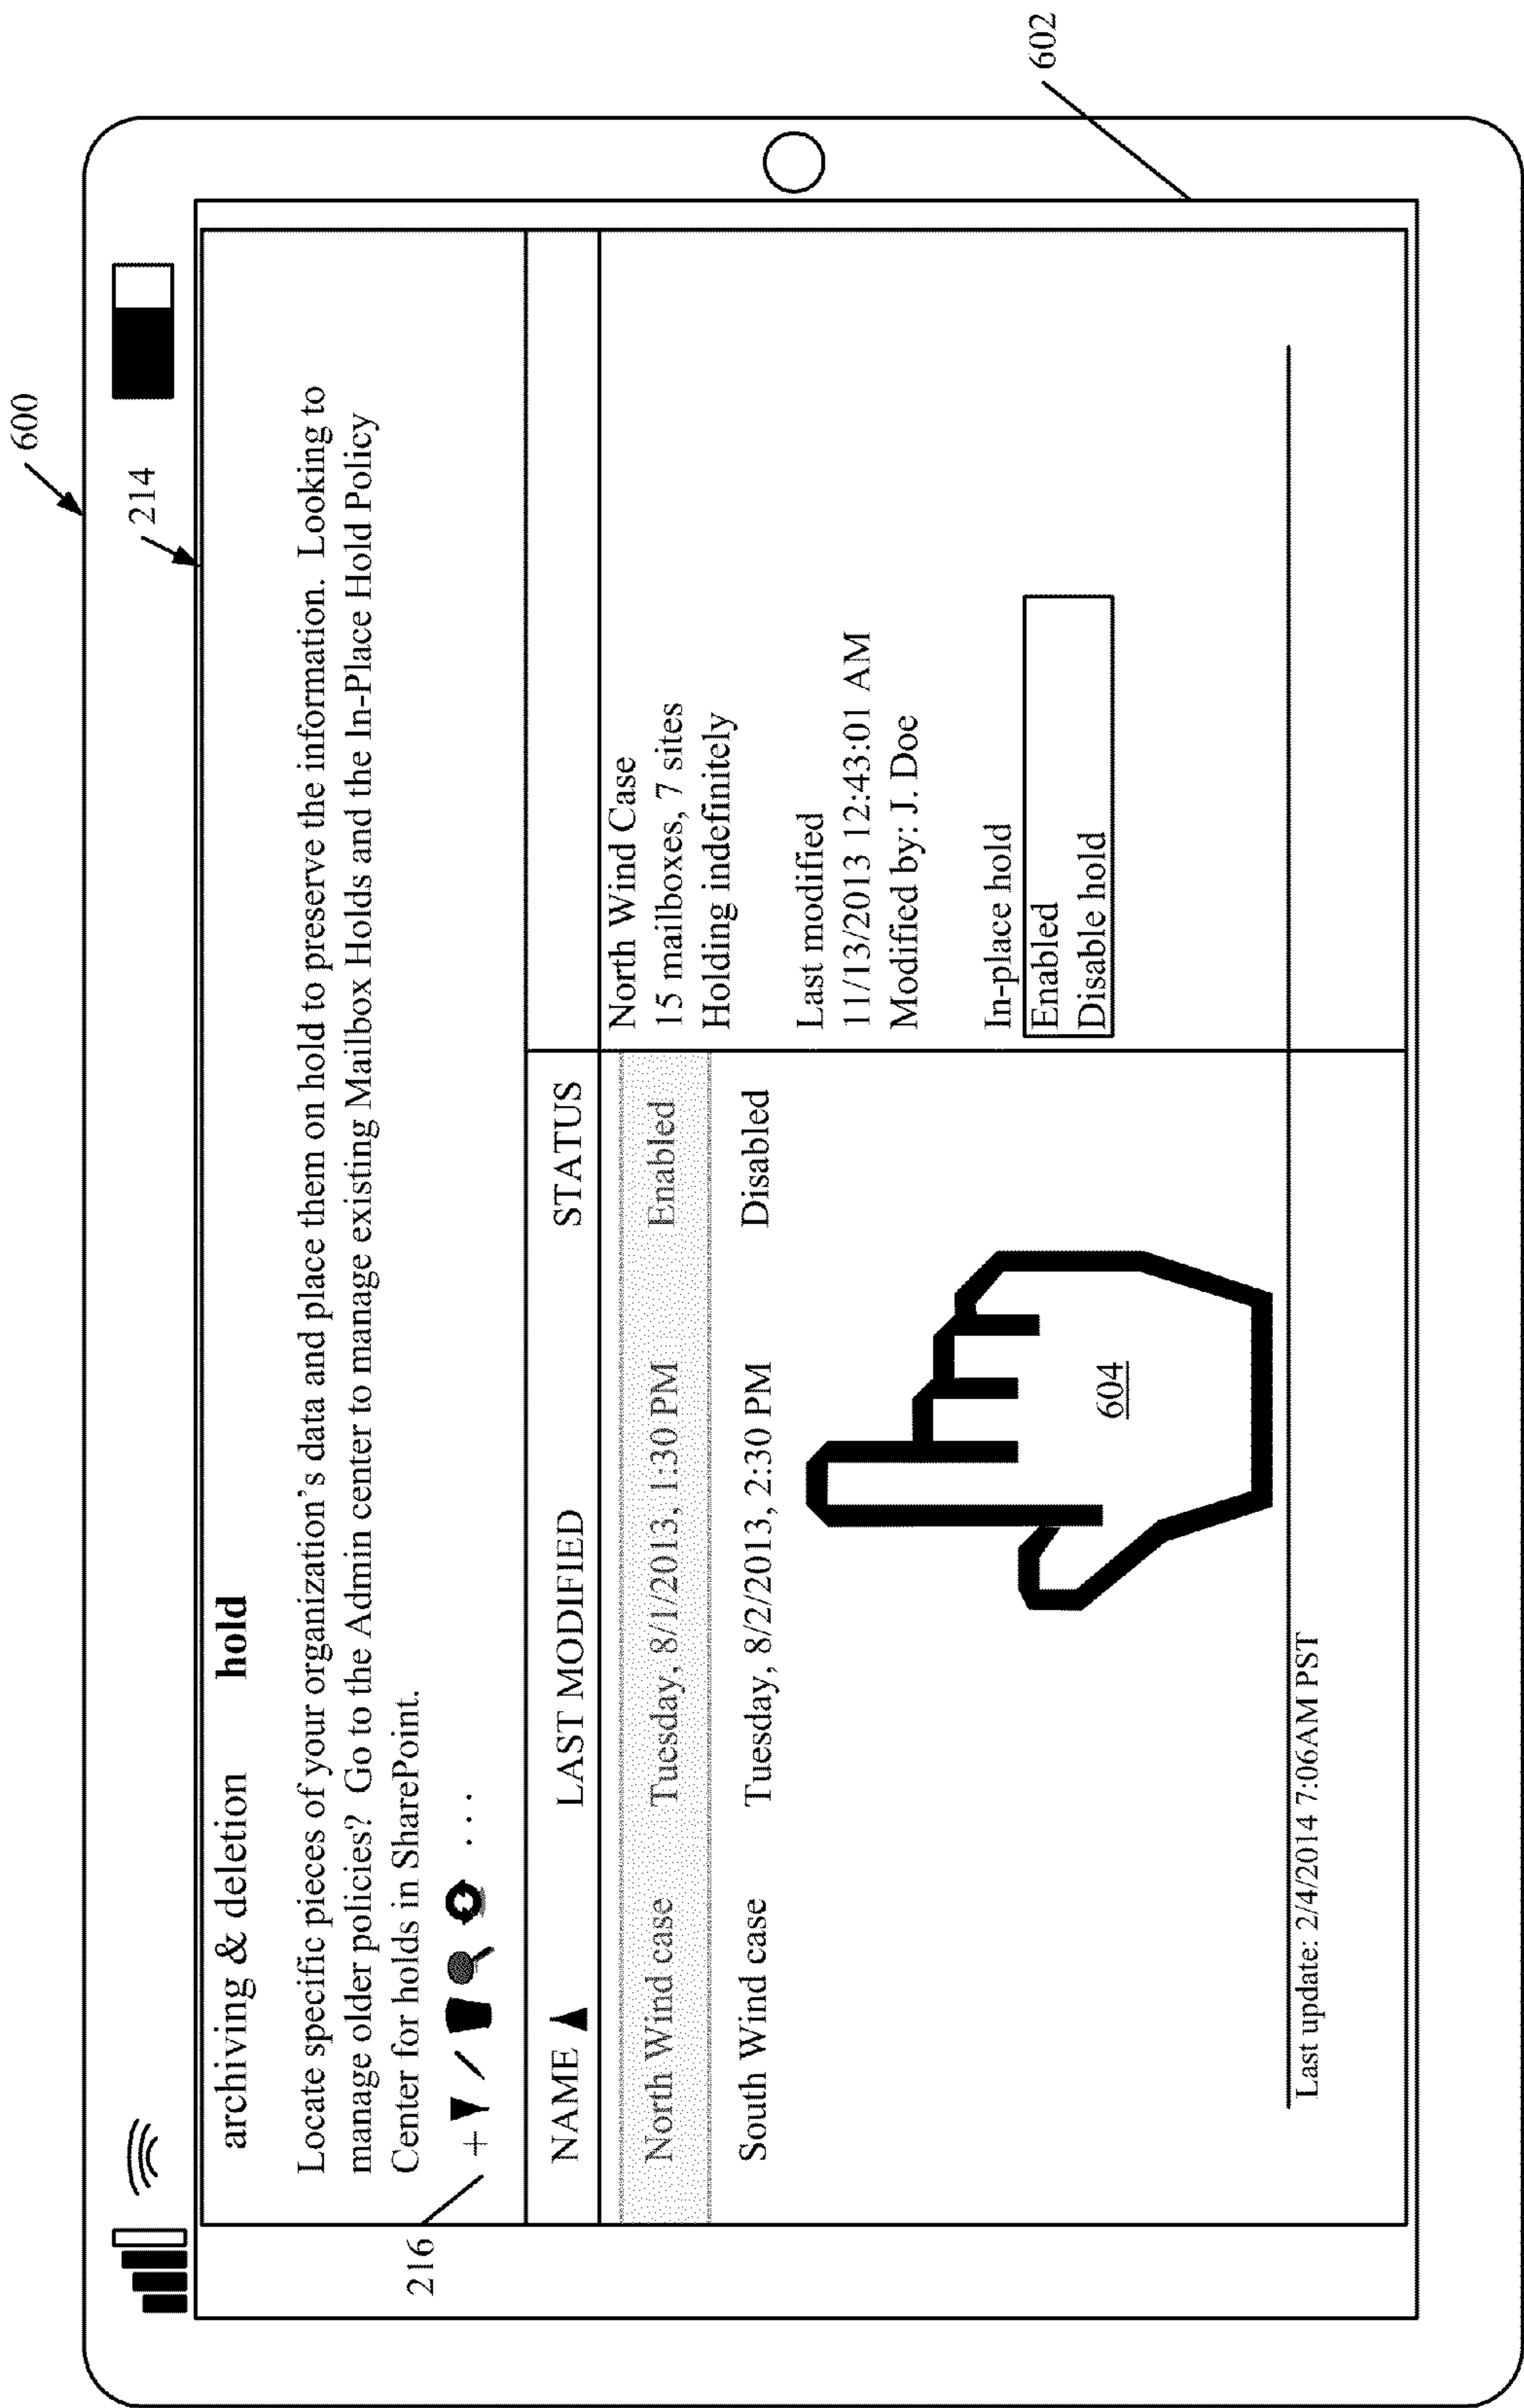 600
214
archiving & deletion hold
Locate specific pieces of your organization's data and place them on hold to preserve the information. Looking to
manage older policies? Go to the Admin center to manage existing Mailbox Holds and the In-Place Hold Policy
Center for holds in SharePoint.
216
+ ...
NAME LAST MODIFIED STATUS
North Wind case Tuesday, 8/1/2013, 1:30 PM Enabled
South Wind case Tuesday, 8/2/2013, 2:30 PM Disabled
North Wind Case
15 mailboxes, 7 sites
Holding indefinitely
Last modified
11/13/2013 12:43:01 AM
Modified by: J. Doe
In-place hold
Enabled
Disable hold
604
Last update: 2/4/2014 7:06AM PST
602